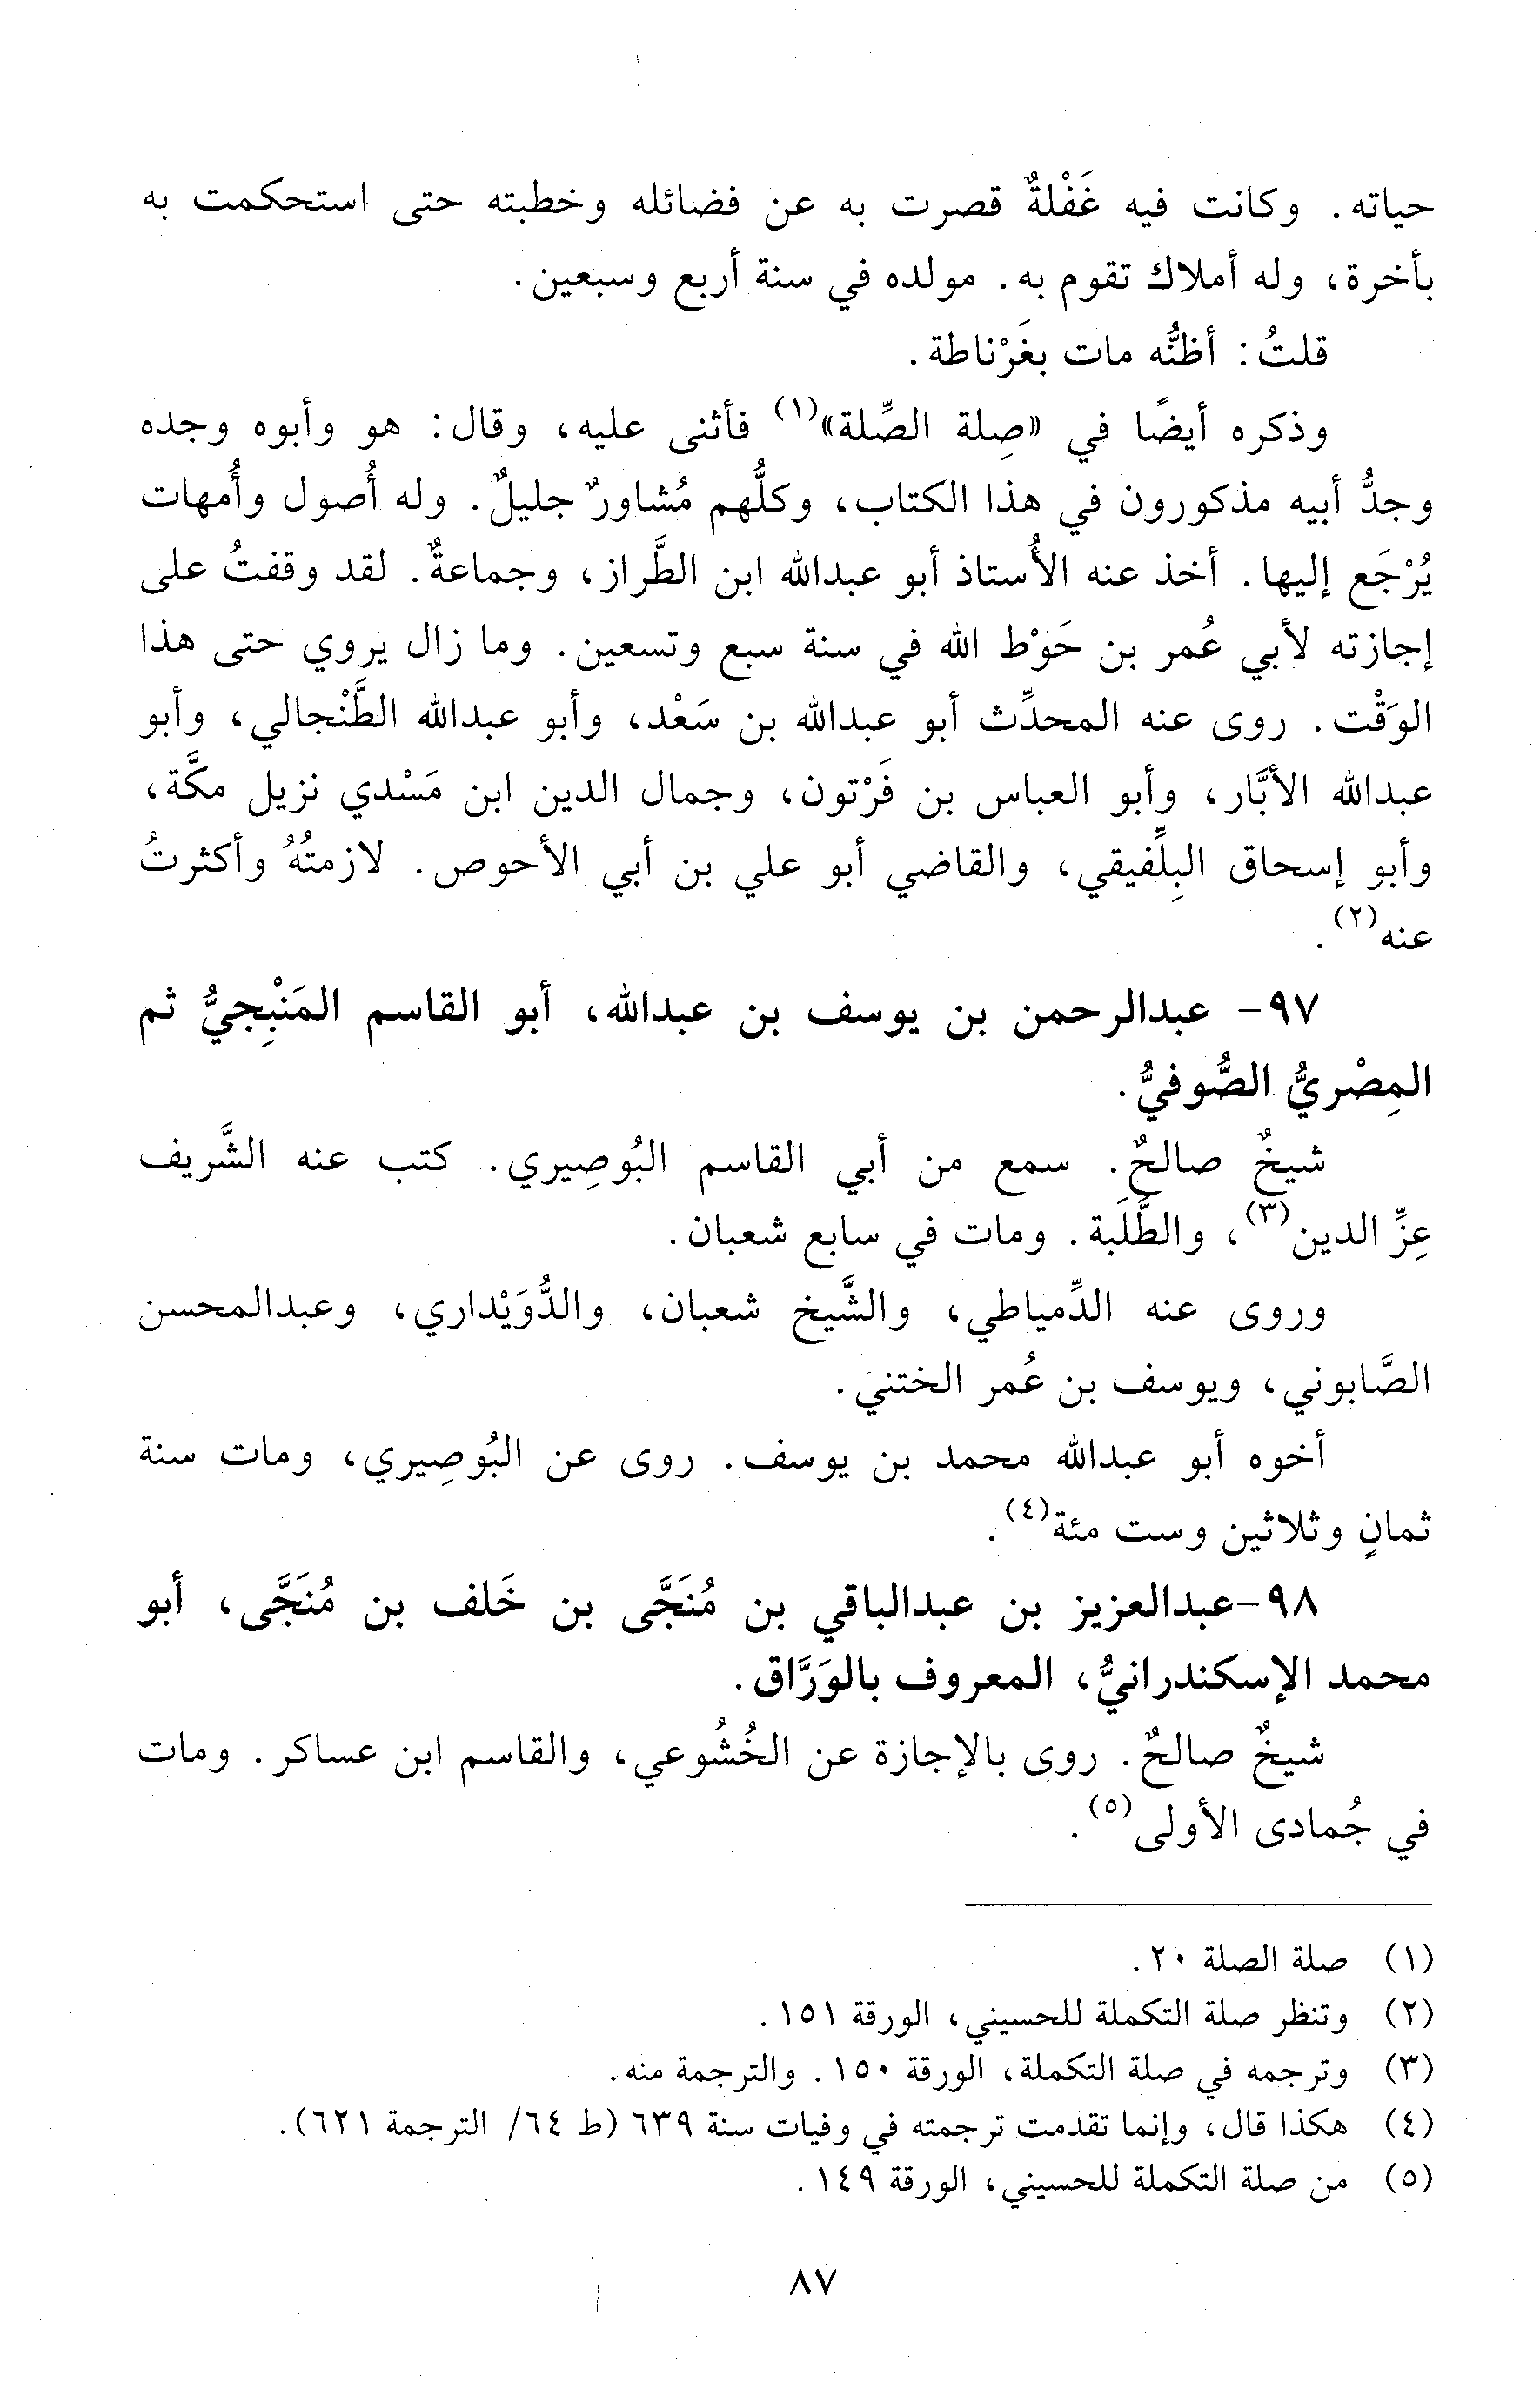 حياته. وكانت فيه غَفْلةٌ قصرت به عن فضائله وخطبته حتى استحكمت به
بأخرة، وله أملاك تقوم به. مولده في سنة أربع وسبعين.
قلتُ: أظنُّه مات بغَرْناطة.
وذكره أيضًا في «صِلة الصِّلة»(١) فأثنى عليه، وقال: هو وأبوه وجده
وجدُّ أبيه مذكورون في هذا الكتاب، وكلُّهم مُشاورٌ جليلٌ. وله أُصول وأُمهات
يُرْجَع إليها. أخذ عنه الأُستاذ أبو عبدالله ابن الطَّراز، وجماعةٌ. لقد وقفتُ على
إجازته لأبي عُمر بن حَوْط الله في سنة سبع وتسعين. وما زال يروي حتى هذا
الوَقْت. روى عنه المحدِّث أبو عبدالله بن سَعْد، وأبو عبدالله الطَّنْجالي، وأبو
عبدالله الأبَّار، وأبو العباس بن فَرْتون، وجمال الدين ابن مَسْدي نزيل مكَّة،
وأبو إسحاق البِلِّفيقي، والقاضي أبو علي بن أبي الأحوص. لازمتُهُ وأكثرتُ
عنه(٢).
٩٧- عبدالرحمن بن يوسف بن عبدالله، أبو القاسم المَنْبِجيُّ ثم
المِصْريُّ الصُّوفيُّ.
شيخٌ صالحٌ. سمع من أبي القاسم البُوصِيري. كتب عنه الشَّريف
عِزِّ الدين(٣)، والطَّلَبة. ومات في سابع شعبان.
وروى عنه الدِّمياطي، والشَّيخ شعبان، والدُّوَيْداري، وعبدالمحسن
الصَّابوني، ويوسف بن عُمر الختني.
أخوه أبو عبدالله محمد بن يوسف. روى عن البُوصِيري، ومات سنة
ثمانٍ وثلاثين وست مئة(٤).
٩٨-عبدالعزيز بن عبدالباقي بن مُنَجَّى بن خَلف بن مُنَجَّى، أبو
محمد الإسكندرانيُّ، المعروف بالوَرَّاق.
شيخٌ صالحٌ. روى بالإجازة عن الخُشُوعي، والقاسم ابن عساكر. ومات
في جُمادى الأولى(٥).
(١) صلة الصلة ٢٠.
(٢) وتنظر صلة التكملة للحسيني، الورقة ١٥١.
(٣) وترجمه في صلة التكملة، الورقة ١٥٠. والترجمة منه.
(٤) هكذا قال، وإنما تقدمت ترجمته في وفيات سنة ٦٣٩ (ط ٦٤/ الترجمة ٦٢١).
(٥) من صلة التكملة للحسيني، الورقة ١٤٩.
٨٧